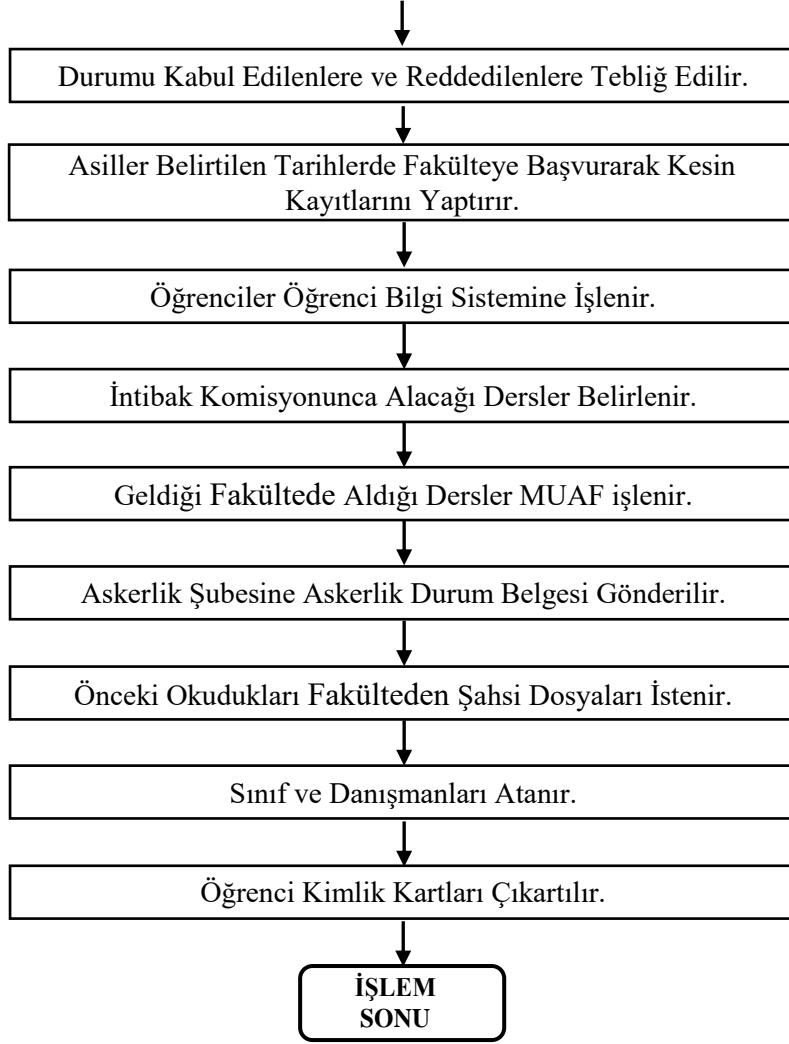 Durumu Kabul Edilenlere ve Reddedilenlere Tebliğ Edilir.
Asiller Belirtilen Tarihlerde Fakülteye Başvurarak Kesin
Kayıtlarını Yaptırır.
Öğrenciler Öğrenci Bilgi Sistemine İşlenir.
İntibak Komisyonunca Alacağı Dersler Belirlenir.
Geldiği Fakültede Aldığı Dersler MUAF işlenir.
Askerlik Şubesine Askerlik Durum Belgesi Gönderilir.
Önceki Okudukları Fakülteden Şahsi Dosyaları İstenir.
Sınıf ve Danışmanları Atanır.
Öğrenci Kimlik Kartları Çıkartılır.
İŞLEM
SONU